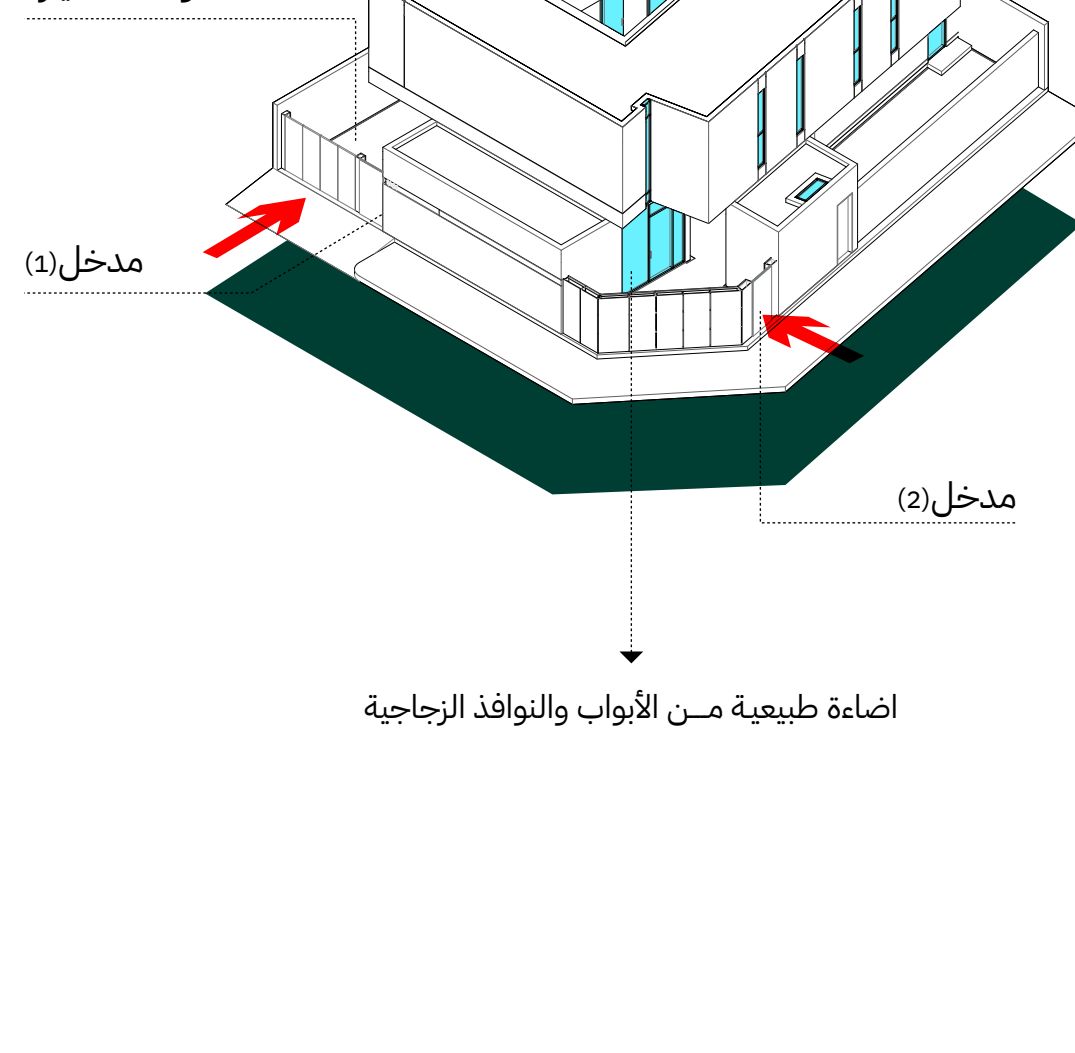 مدخل(1)
مدخل(2)
اضاءة طبيعية مــن الأبواب والنوافذ الزجاجية